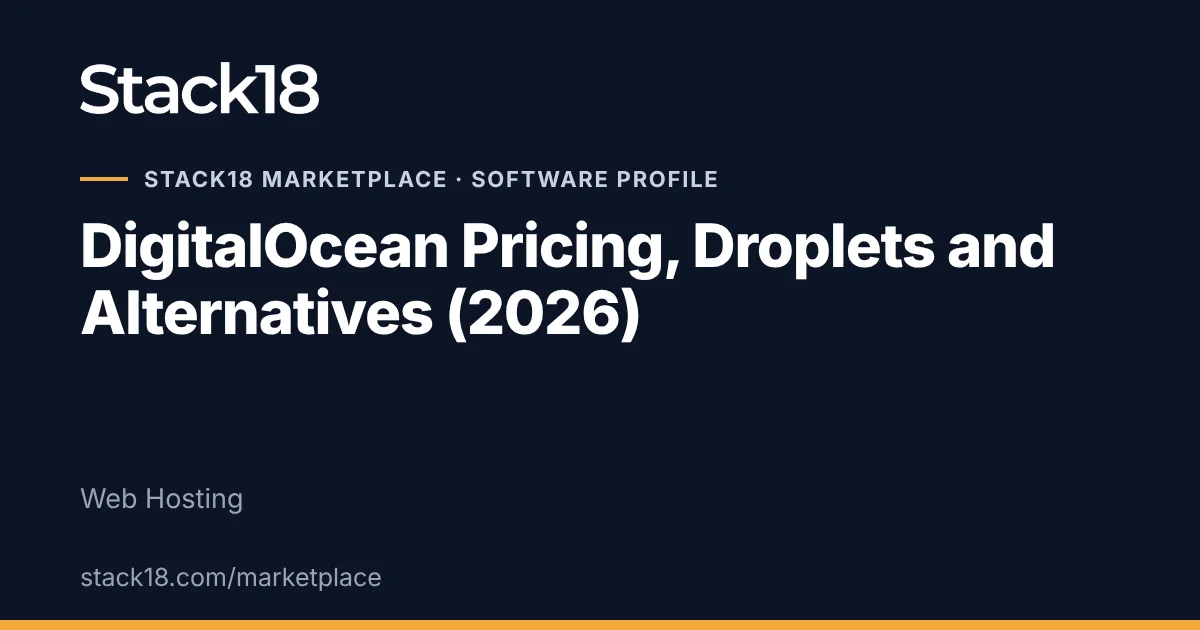 Stack18
STACK18 MARKETPLACE · SOFTWARE PROFILE
DigitalOcean Pricing, Droplets and
Alternatives (2026)
Web Hosting
stack18.com/marketplace